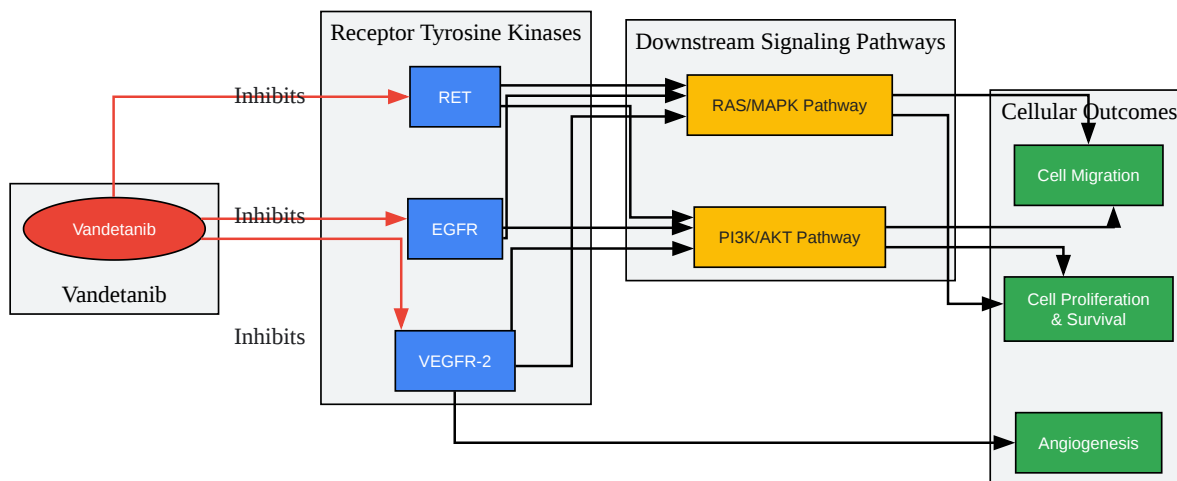 Receptor Tyrosine Kinases
Downstream Signaling Pathways
Inhibits
RET
RAS/MAPK Pathway
Cellular Outcomes
Cell Migration
Vandetanib
Inhibits
EGFR
PI3K/AKT Pathway
Vandetanib
Cell Proliferation
& Survival
Inhibits
VEGFR-2
Angiogenesis